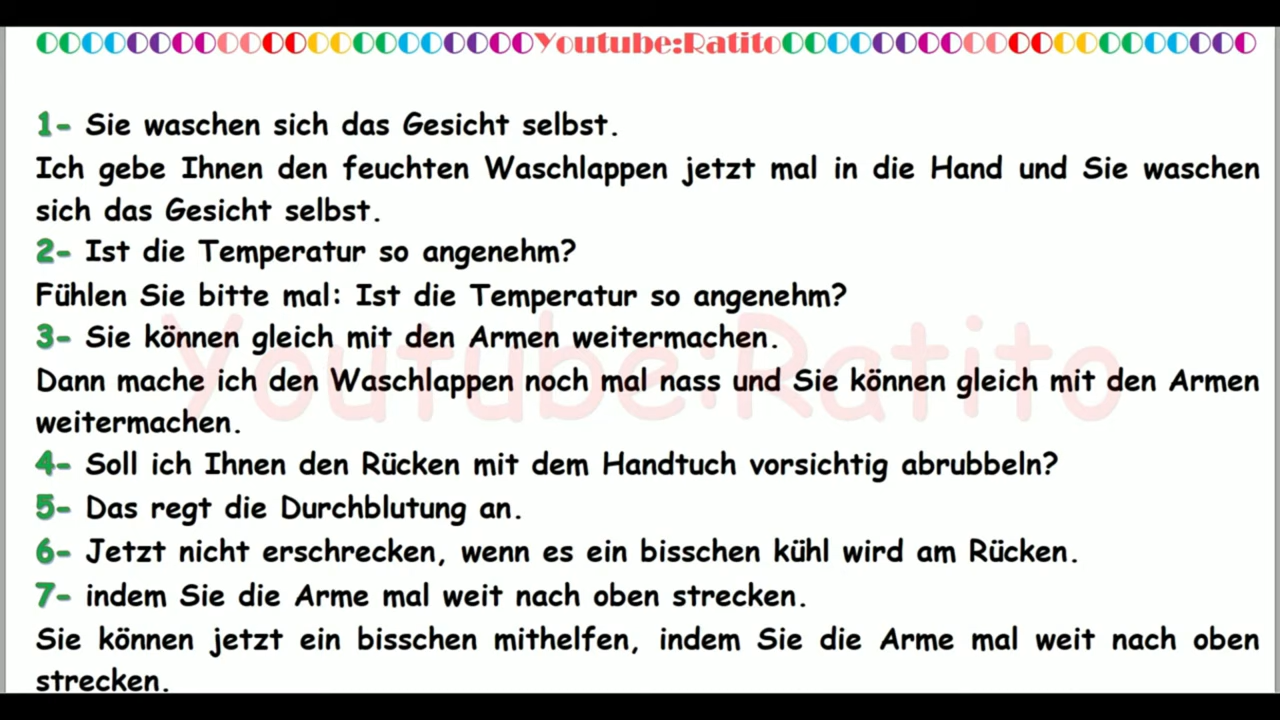 Youtube:Ratito
1- Sie waschen sich das Gesicht selbst.
Ich gebe Ihnen den feuchten Waschlappen jetzt mal in die Hand und Sie waschen
sich das Gesicht selbst.
2- Ist die Temperatur so angenehm?
Fühlen Sie bitte mal: Ist die Temperatur so angenehm?
3- Sie können gleich mit den Armen weitermachen.
Youtube:Ratito
Dann mache ich den Waschlappen noch mal nass und Sie können gleich mit den Armen
weitermachen.
4- Soll ich Ihnen den Rücken mit dem Handtuch vorsichtig abrubbeln?
5- Das regt die Durchblutung an.
6- Jetzt nicht erschrecken, wenn es ein bisschen kühl wird am Rücken.
7- indem Sie die Arme mal weit nach oben strecken.
Sie können jetzt ein bisschen mithelfen, indem Sie die Arme mal weit nach oben
strecken.